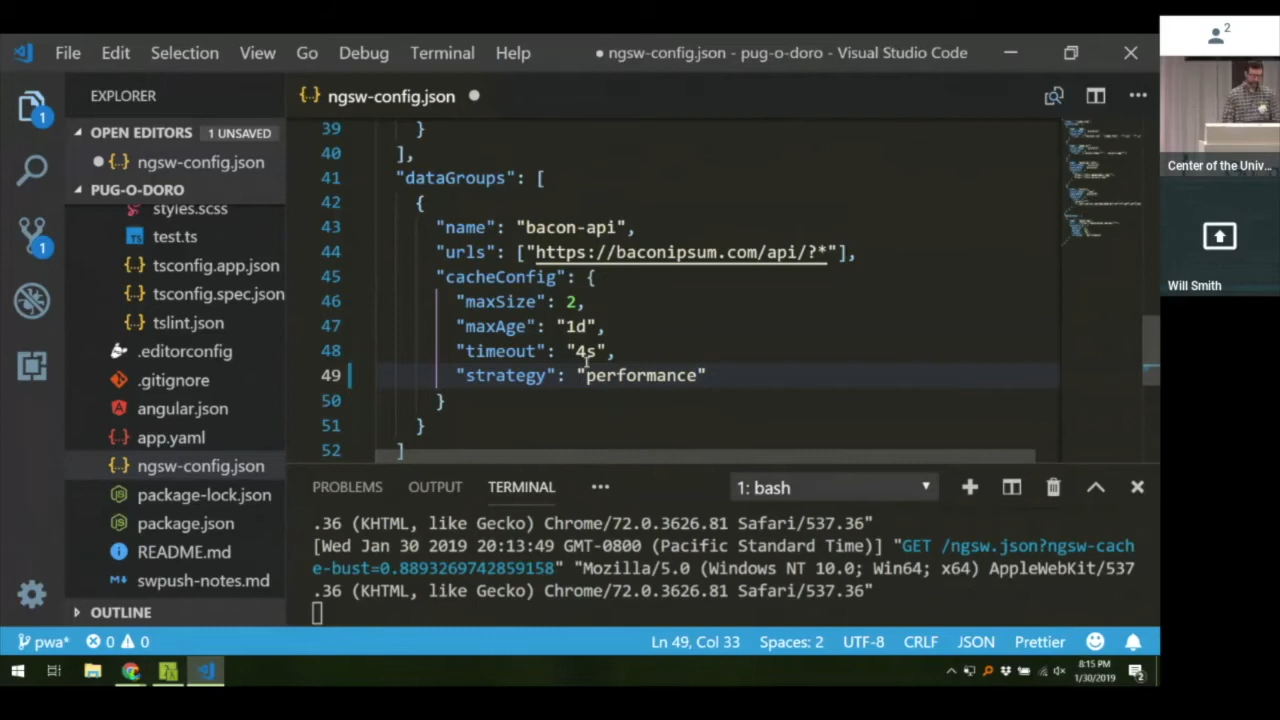 File Edit Selection View Go Debug Terminal Help
● ngsw-config.json - pug-o-doro - Visual Studio Code
2
EXPLORER
{..} ngsw-config.json ●
OPEN EDITORS 1 UNSAVED
● {..} ngsw-config.json
PUG-O-DORO
styles.scss
TS test.ts
{..} tsconfig.app.json
{..} tsconfig.spec.json
{..} tslint.json
.editorconfig
.gitignore
angular.json
{..} app.yaml
{..} ngsw-config.json
package-lock.json
package.json
README.md
swpush-notes.md
OUTLINE
1
1
39 }
40 ],
41 "dataGroups": [
42 {
43 "name": "bacon-api",
44 "urls": ["https://baconipsum.com/api/?*"],
45 "cacheConfig": {
46 "maxSize": 2,
47 "maxAge": "1d",
48 "timeout": "4s",
49 "strategy": "performance"
50 }
51 }
52 ]
PROBLEMS OUTPUT TERMINAL ••• 1: bash
.36 (KHTML, like Gecko) Chrome/72.0.3626.81 Safari/537.36"
[Wed Jan 30 2019 20:13:49 GMT-0800 (Pacific Standard Time)] "GET /ngsw.json?ngsw-cach
e-bust=0.8893269742859158" "Mozilla/5.0 (Windows NT 10.0; Win64; x64) AppleWebKit/537
.36 (KHTML, like Gecko) Chrome/72.0.3626.81 Safari/537.36"
pwa* 0 0 Ln 49, Col 33 Spaces: 2 UTF-8 CRLF JSON Prettier
8:15 PM
1/30/2019
2
Center of the Univ...
Will Smith